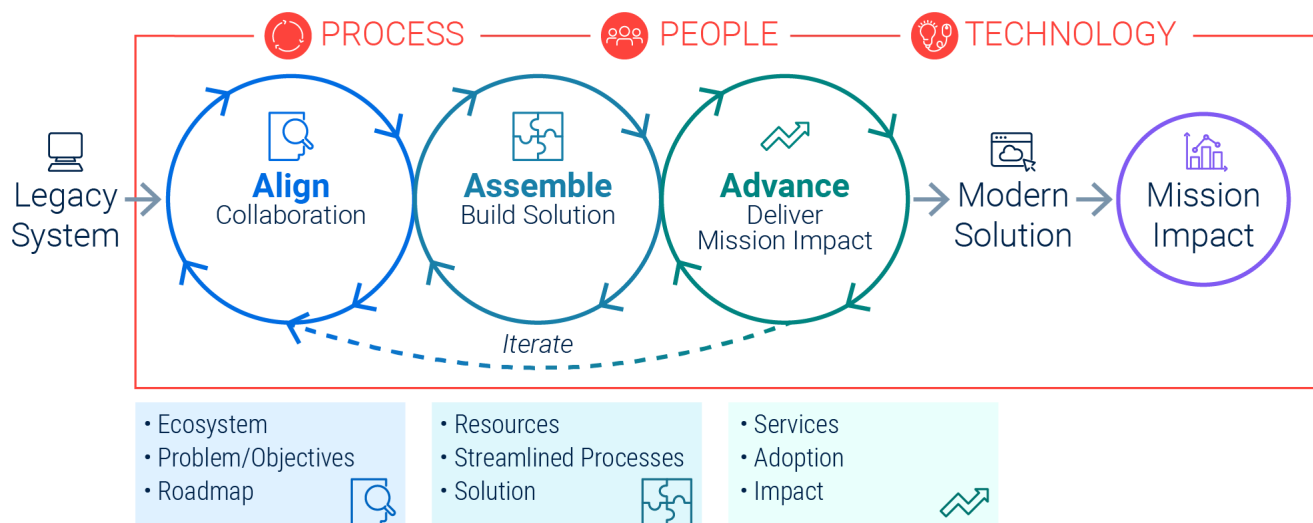 PROCESS
PEOPLE
TECHNOLOGY
Legacy
System
Align
Collaboration
Assemble
Build Solution
Advance
Deliver
Mission Impact
Modern
Solution
Mission
Impact
Iterate
• Ecosystem
• Problem/Objectives
• Roadmap
• Resources
• Streamlined Processes
• Solution
• Services
• Adoption
• Impact